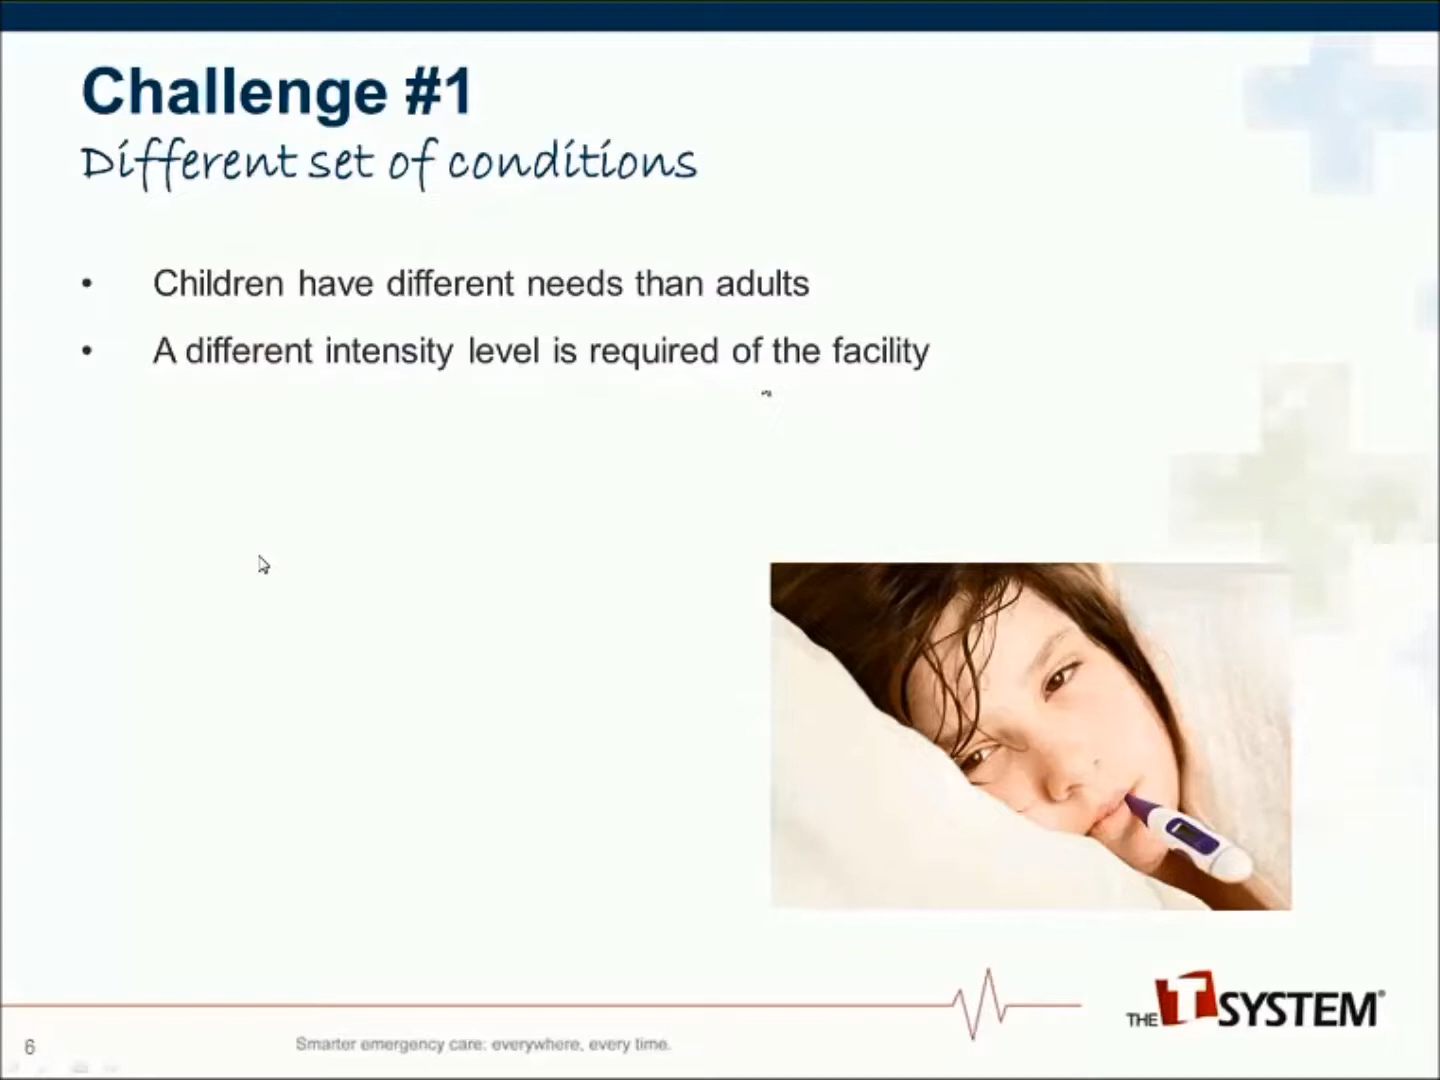 Challenge #1
Different set of conditions
• Children have different needs than adults
• A different intensity level is required of the facility
THE T SYSTEM®
6
Smarter emergency care: everywhere, every time.